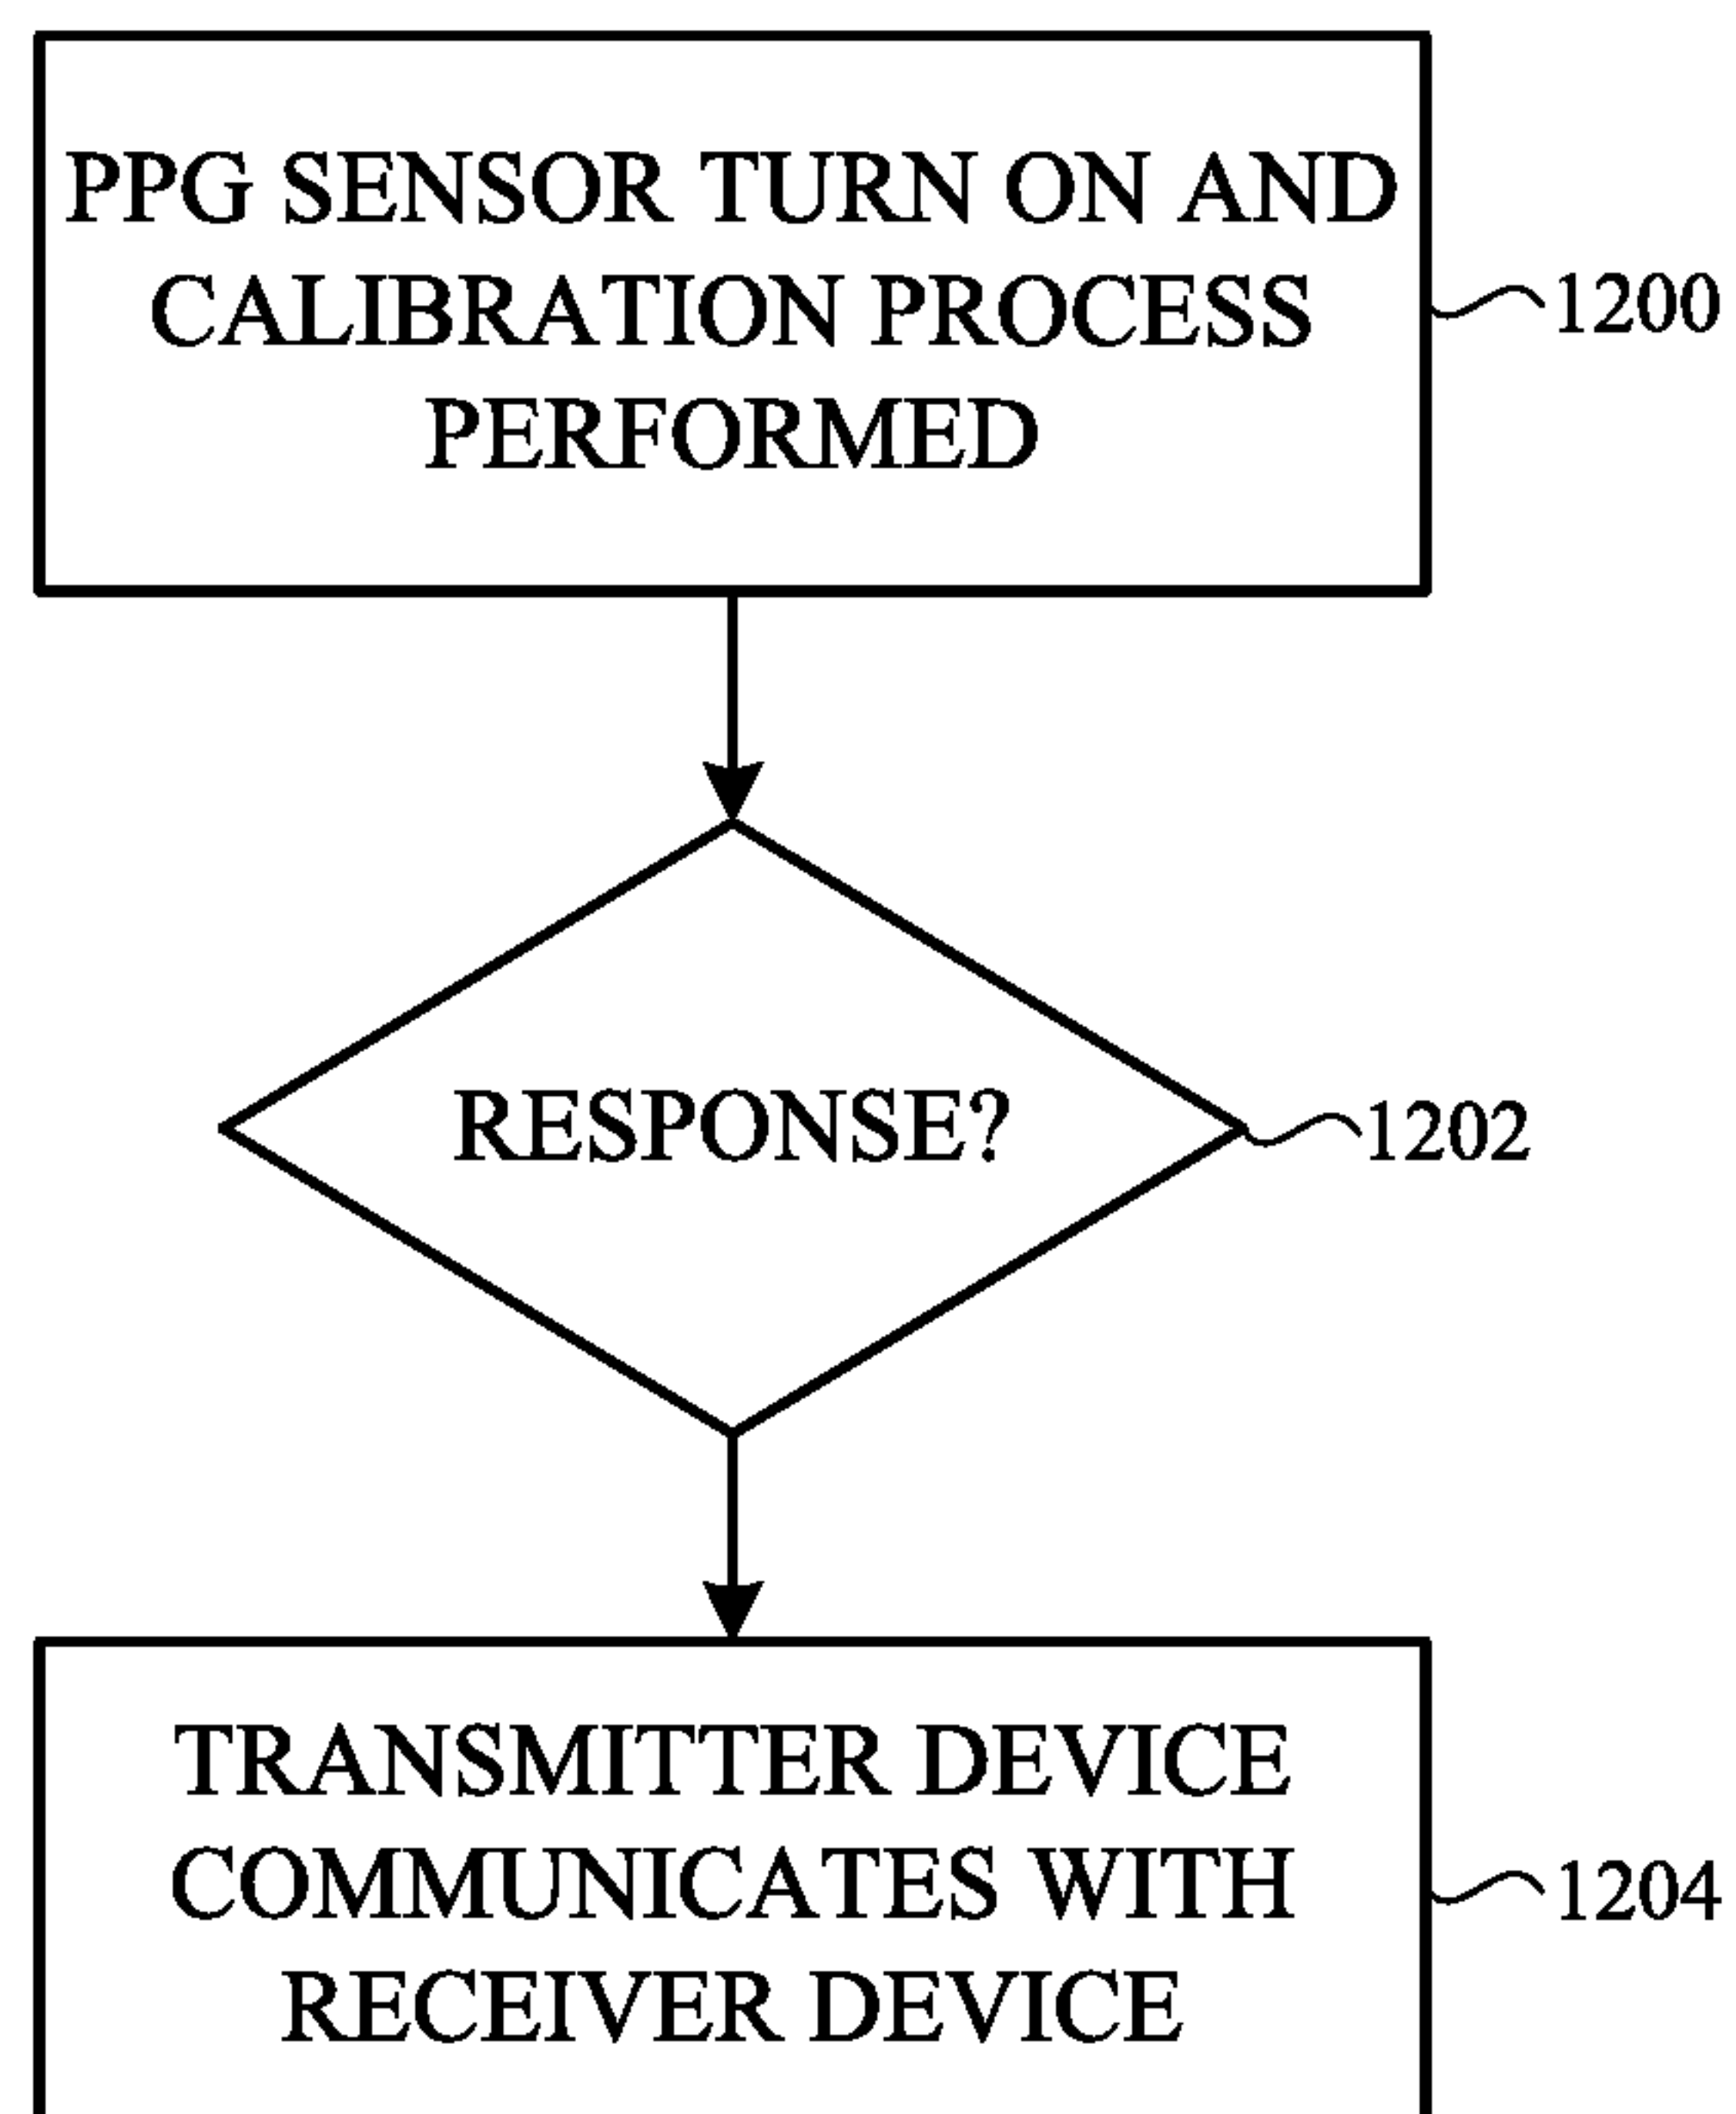 PPG SENSOR TURN ON AND
CALIBRATION PROCESS
PERFORMED
1200
RESPONSE?
1202
TRANSMITTER DEVICE
COMMUNICATES WITH
RECEIVER DEVICE
1204